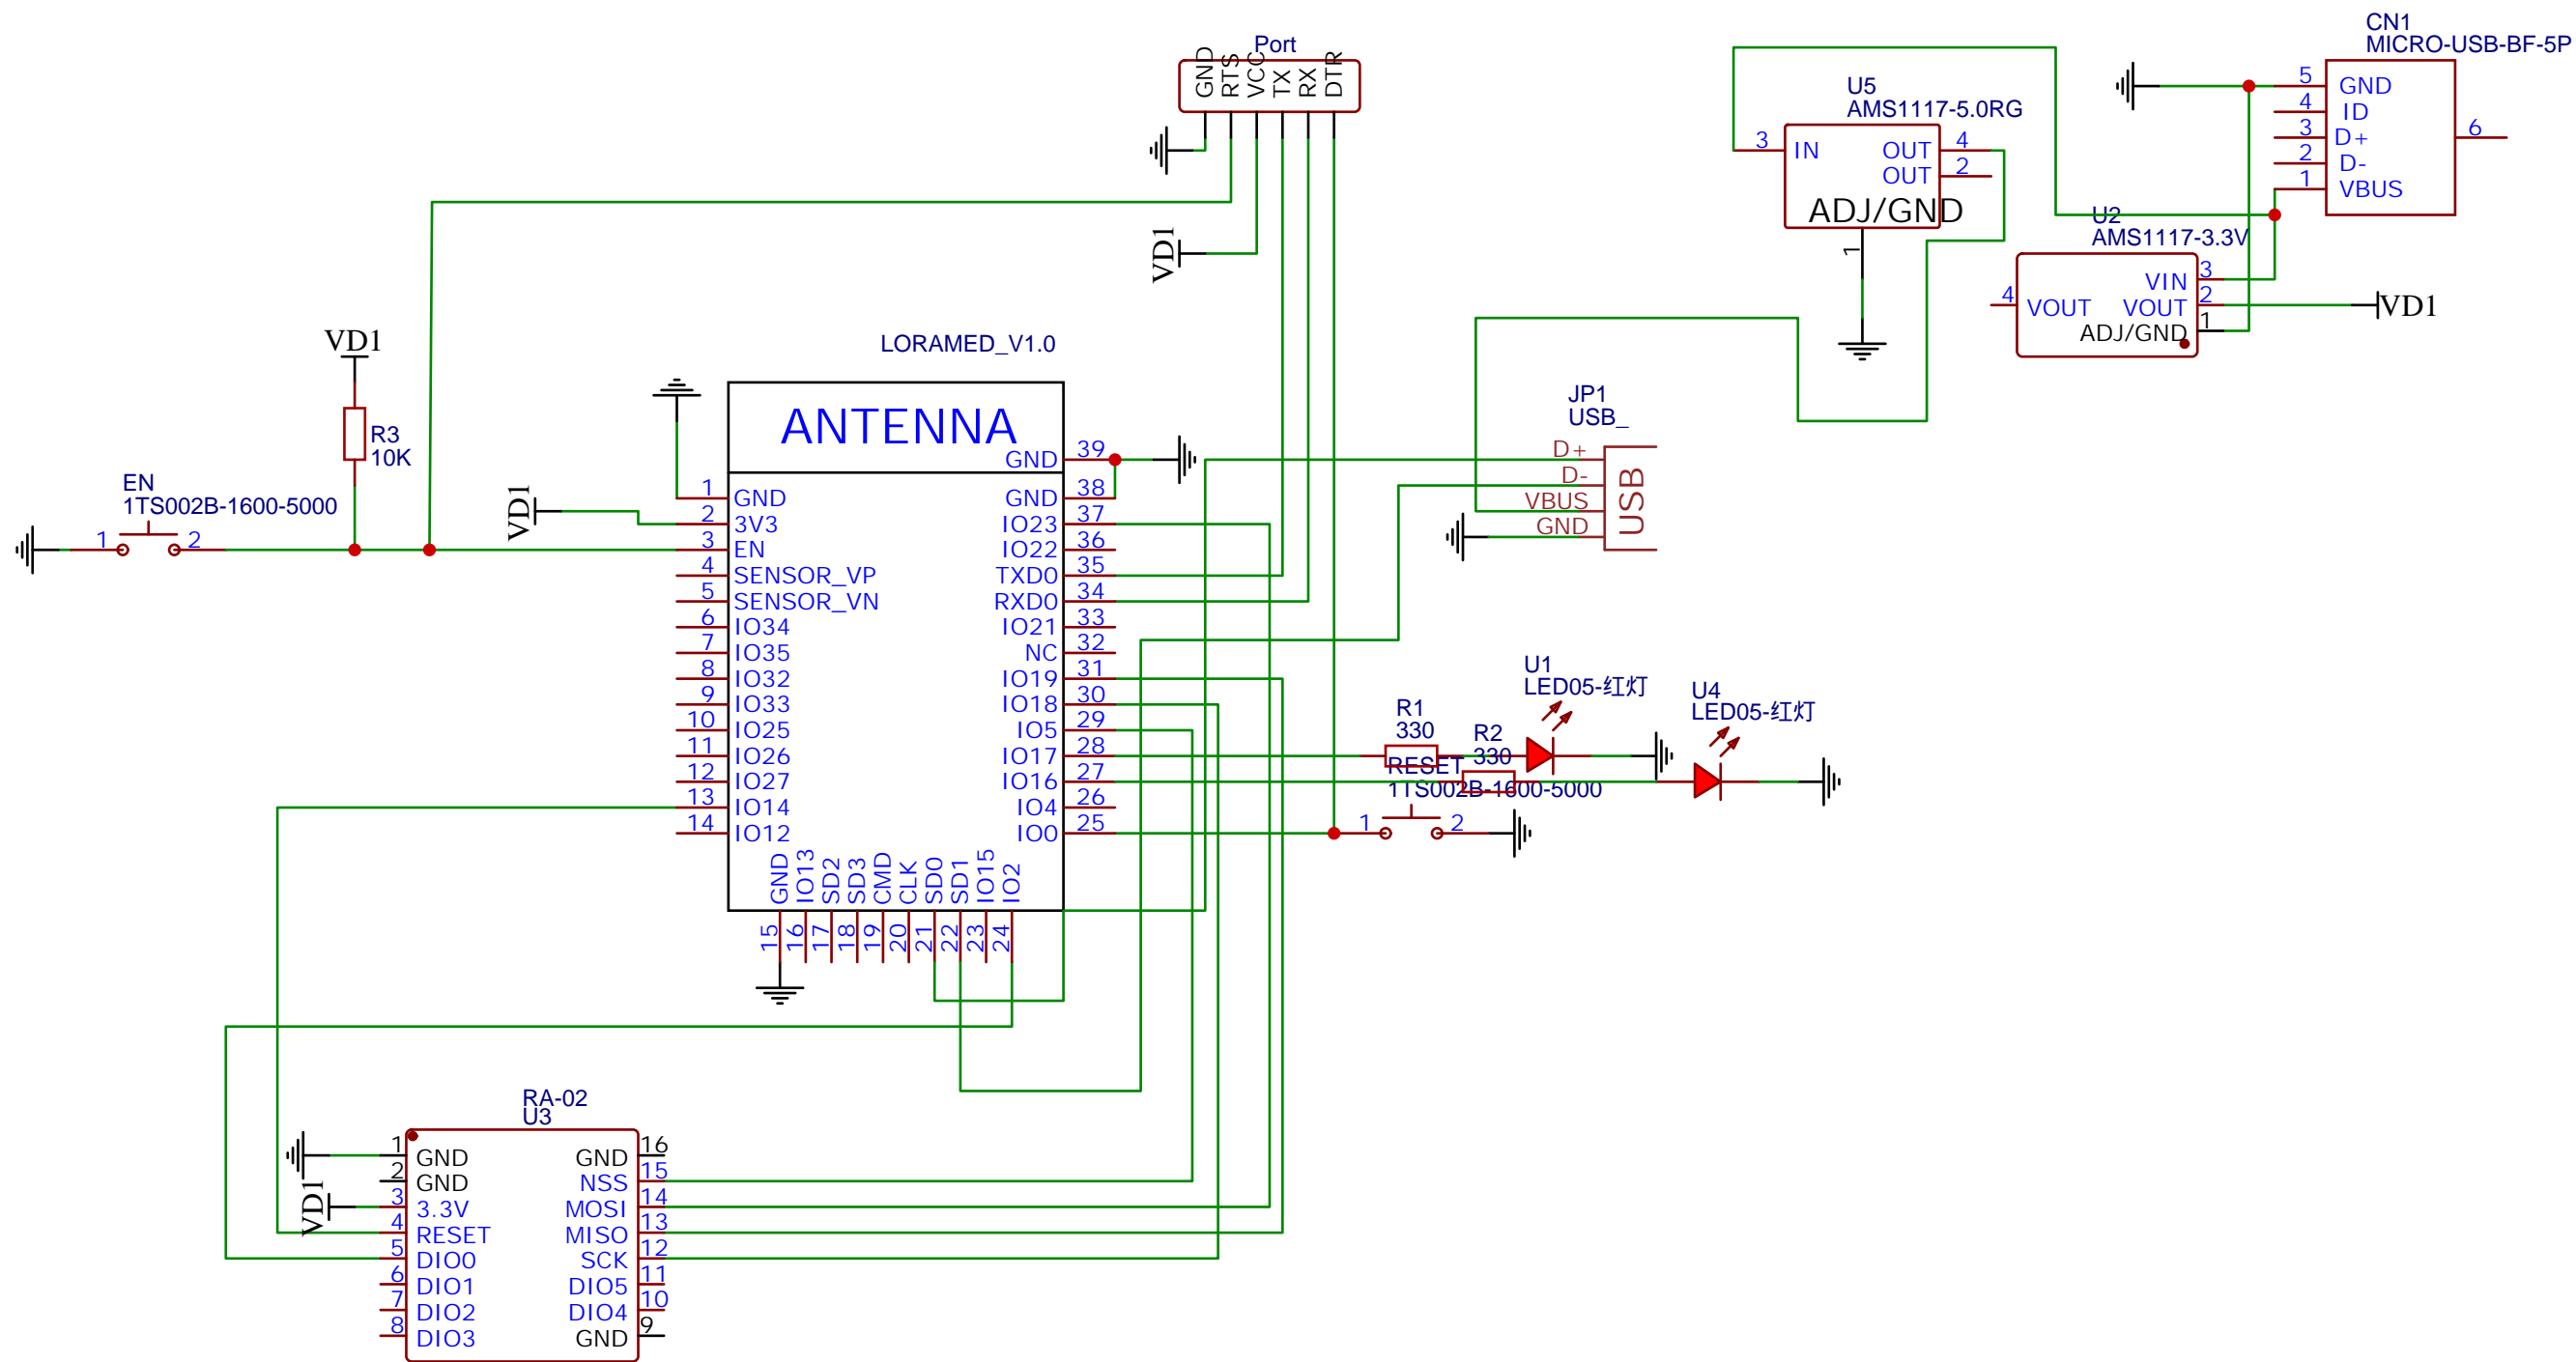 CN1
MICRO-USB-BF-5P
5 GND
4 ID
3 D+
2 D-
1 VBUS
6
Port
GND
RTS
VCC
TX
RX
DTR
VD1
U5
AMS1117-5.0RG
3 IN
OUT 4
OUT 2
ADJ/GND
1
U2
AMS1117-3.3V
VIN 3
4 VOUT
VOUT 2
ADJ/GND 1
VD1
LORAMED_V1.0
ANTENNA
VD1
R3
10K
EN
1TS002B-1600-5000
1 2
VD1
1 GND
2 3V3
3 EN
4 SENSOR_VP
5 SENSOR_VN
6 IO34
7 IO35
8 IO32
9 IO33
10 IO25
11 IO26
12 IO27
13 IO14
14 IO12
GND 39
GND 38
IO23 37
IO22 36
TXD0 35
RXD0 34
IO21 33
NC 32
IO19 31
IO18 30
IO5 29
IO17 28
IO16 27
IO4 26
IO0 25
GND 15
IO13 16
SD2 17
SD3 18
CMD 19
CLK 20
SD0 21
SD1 22
IO15 23
IO2 24
JP1
USB_
D+
D-
VBUS
GND
USB
U1
LED05-红灯
U4
LED05-红灯
R1
330
R2
330
RESET
1TS002B-1600-5000
1 2
RA-02
U3
VD1
1 GND
2 GND
3 3.3V
4 RESET
5 DIO0
6 DIO1
7 DIO2
8 DIO3
GND 16
NSS 15
MOSI 14
MISO 13
SCK 12
DIO5 11
DIO4 10
GND 9